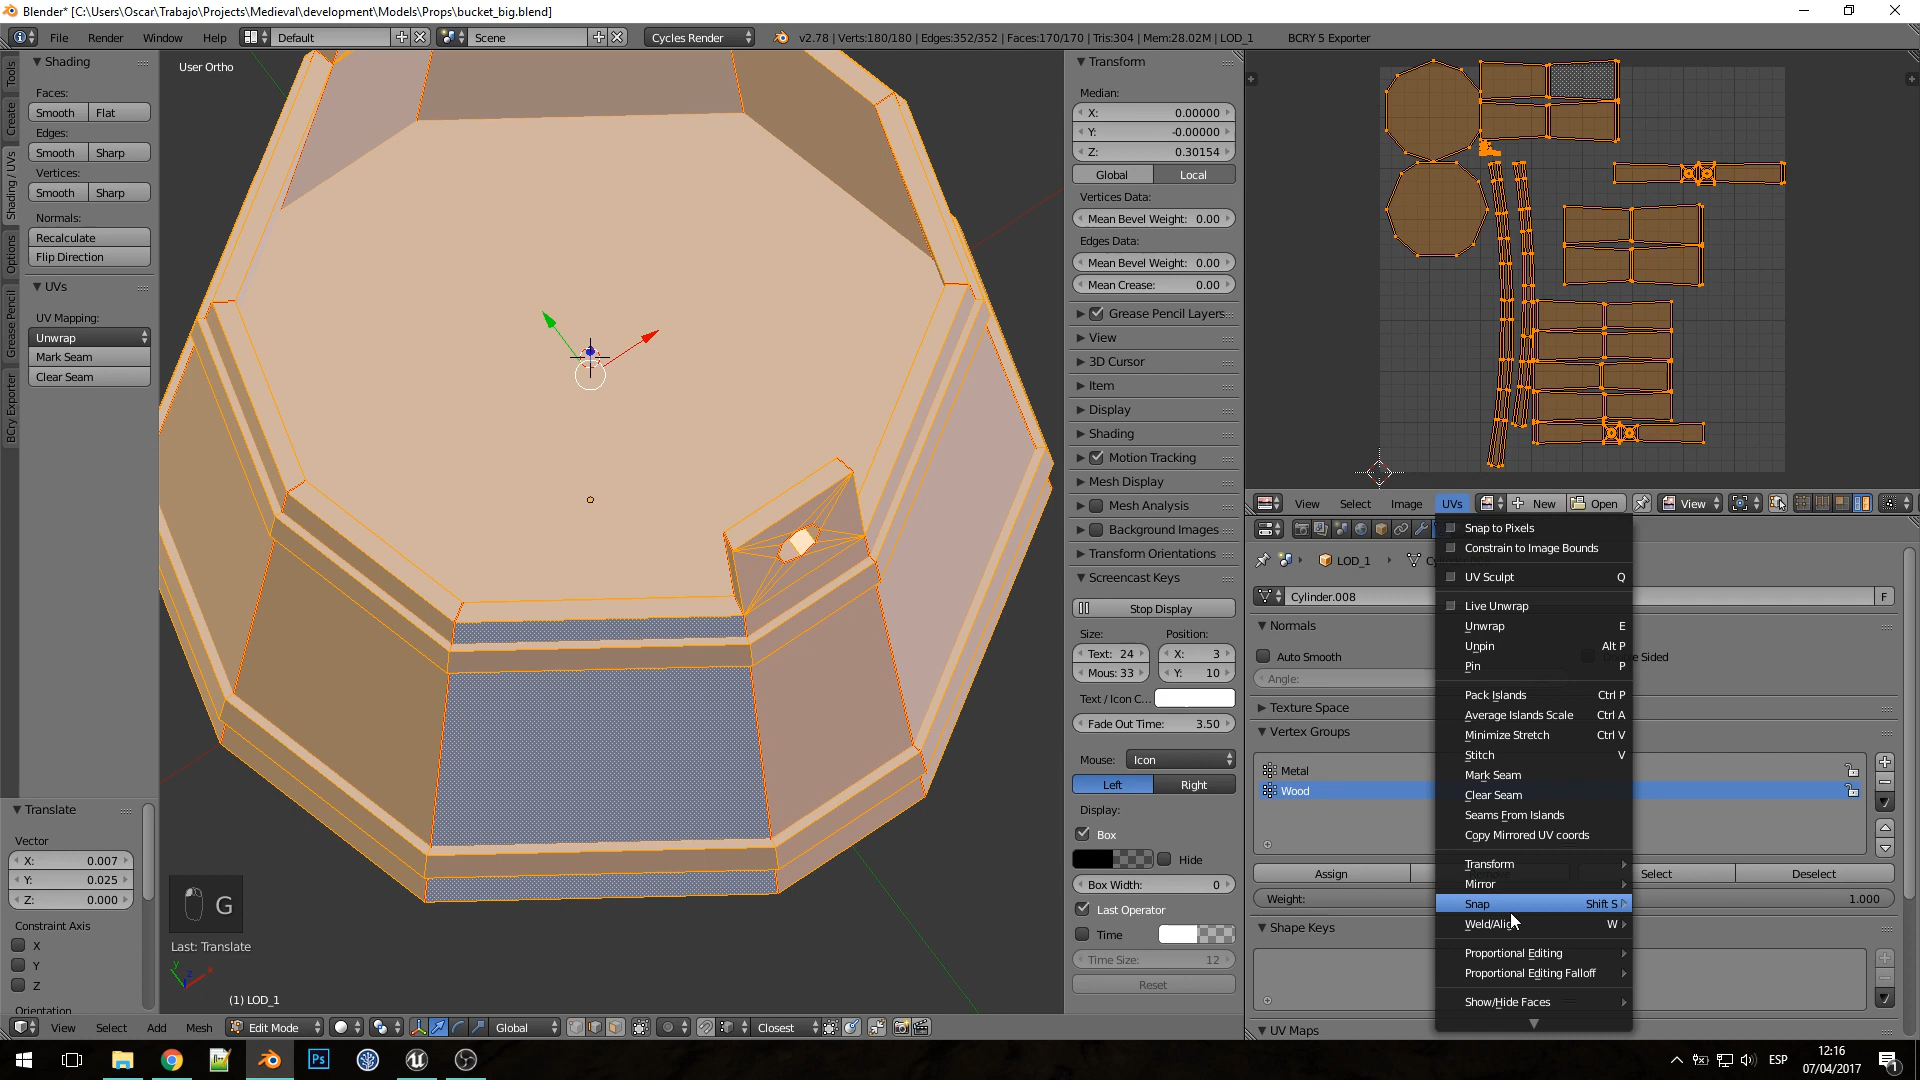 Blender* [C:\Users\Oscar\Trabajo\Projects\Medieval\development\Models\Props\bucket_big.blend]
File Render Window Help Default Scene Cycles Render v2.78 | Verts:180/180 | Edges:352/352 | Faces:170/170 | Tris:304 | Mem:28.02M | LOD_1 BCRY 5 Exporter
Tools
Create
Shading / UVs
Options
Grease Pencil
BCry Exporter
Shading
Faces:
Smooth Flat
Edges:
Smooth Sharp
Vertices:
Smooth Sharp
Normals:
Recalculate
Flip Direction
UVs
UV Mapping:
Unwrap
Mark Seam
Clear Seam
Translate
Vector
X: 0.007
Y: 0.025
Z: 0.000
Constraint Axis
X
Y
Z
Orientation
User Ortho
G
Last: Translate
y z x
(1) LOD_1
View Select Add Mesh Edit Mode Global Closest
Transform
Median:
X: 0.00000
Y: -0.00000
Z: 0.30154
Global Local
Vertices Data:
Mean Bevel Weight: 0.00
Edges Data:
Mean Bevel Weight: 0.00
Mean Crease: 0.00
Grease Pencil Layers
View
3D Cursor
Item
Display
Shading
Motion Tracking
Mesh Display
Mesh Analysis
Background Images
Transform Orientations
Screencast Keys
Stop Display
Size: Position:
Text: 24 X: 3
Mous: 33 Y: 10
Text / Icon C...
Fade Out Time: 3.50
Mouse: Icon
Left Right
Display:
Box
Hide
Box Width: 0
Last Operator
Time
Time Size: 12
Reset
View Select Image UVs New Open View
Snap to Pixels
Constrain to Image Bounds
UV Sculpt Q
Live Unwrap
Unwrap E
Unpin Alt P
Pin P
Pack Islands Ctrl P
Average Islands Scale Ctrl A
Minimize Stretch Ctrl V
Stitch V
Mark Seam
Clear Seam
Seams From Islands
Copy Mirrored UV coords
Transform
Mirror
Snap Shift S
Weld/Alig W
Proportional Editing
Proportional Editing Falloff
Show/Hide Faces
LOD_1
Cylinder.008 F
Normals
Auto Smooth Sided
Angle:
Texture Space
Vertex Groups
Metal
Wood
Assign Select Deselect
Weight: 1.000
Shape Keys
UV Maps
Ps
ESP
12:16
07/04/2017
1